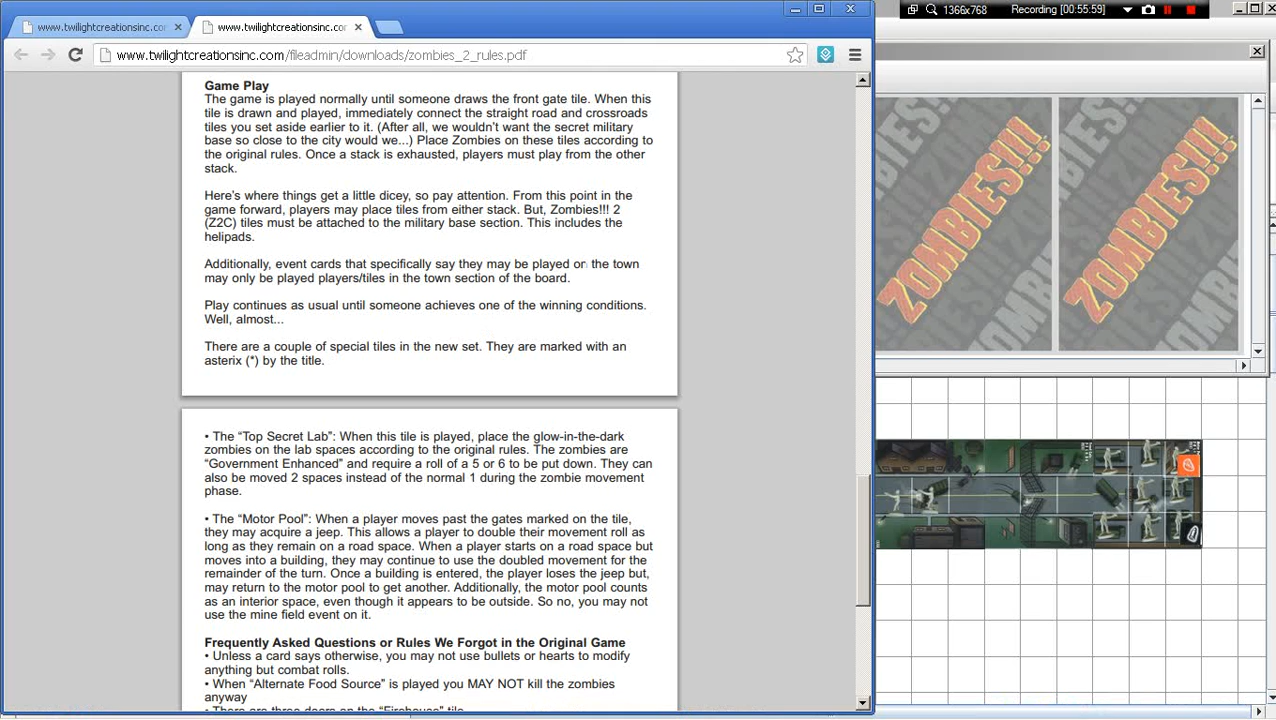 www.twilightcreationsinc.com
www.twilightcreationsinc.com
1366x768
Recording [00:55:59]
www.twilightcreationsinc.com/fileadmin/downloads/zombies_2_rules.pdf
Game Play
The game is played normally until someone draws the front gate tile. When this
tile is drawn and played, immediately connect the straight road and crossroads
tiles you set aside earlier to it. (After all, we wouldn't want the secret military
base so close to the city would we...) Place Zombies on these tiles according to
the original rules. Once a stack is exhausted, players must play from the other
stack.
Here's where things get a little dicey, so pay attention. From this point in the
game forward, players may place tiles from either stack. But, Zombies!!! 2
(Z2C) tiles must be attached to the military base section. This includes the
helipads.
Additionally, event cards that specifically say they may be played on the town
may only be played players/tiles in the town section of the board.
Play continues as usual until someone achieves one of the winning conditions.
Well, almost...
There are a couple of special tiles in the new set. They are marked with an
asterix (*) by the title.
• The “Top Secret Lab”: When this tile is played, place the glow-in-the-dark
zombies on the lab spaces according to the original rules. The zombies are
“Government Enhanced” and require a roll of a 5 or 6 to be put down. They can
also be moved 2 spaces instead of the normal 1 during the zombie movement
phase.
• The “Motor Pool”: When a player moves past the gates marked on the tile,
they may acquire a jeep. This allows a player to double their movement roll as
long as they remain on a road space. When a player starts on a road space but
moves into a building, they may continue to use the doubled movement for the
remainder of the turn. Once a building is entered, the player loses the jeep but,
may return to the motor pool to get another. Additionally, the motor pool counts
as an interior space, even though it appears to be outside. So no, you may not
use the mine field event on it.
Frequently Asked Questions or Rules We Forgot in the Original Game
• Unless a card says otherwise, you may not use bullets or hearts to modify
anything but combat rolls.
• When “Alternate Food Source” is played you MAY NOT kill the zombies
anyway
• There are three doors on the “Firehouse” tile
ZOMBIES!!!
ZOMBIES!!!